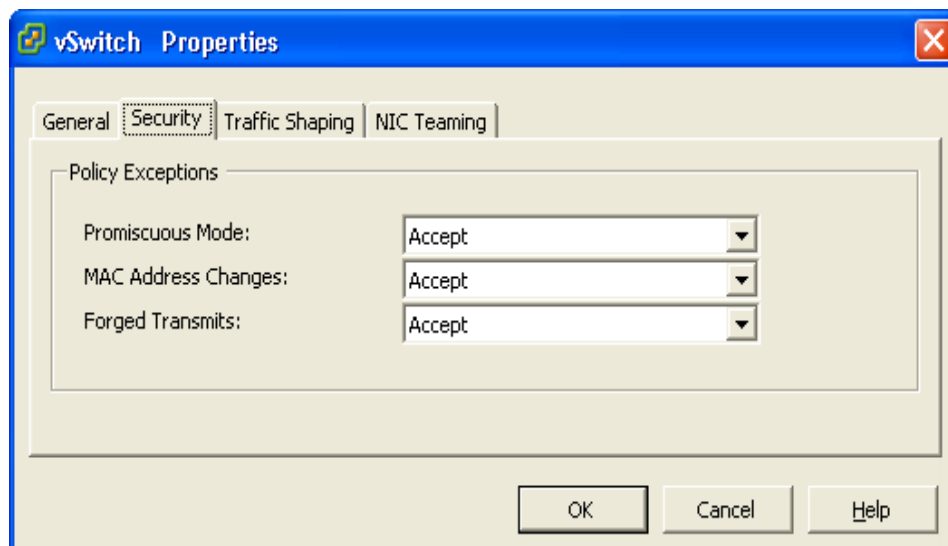 vSwitch Properties
General Security Traffic Shaping NIC Teaming
Policy Exceptions
Promiscuous Mode: Accept
MAC Address Changes: Accept
Forged Transmits: Accept
OK Cancel Help